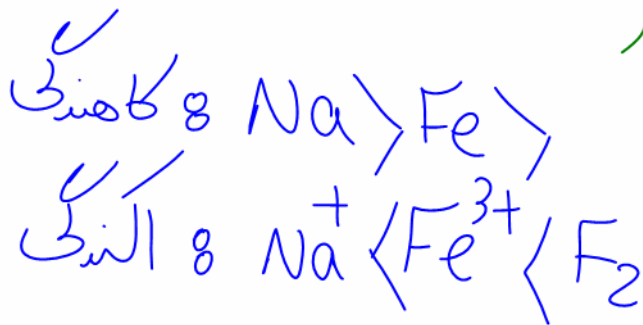 کاهندگی : Na > Fe >
اکسندگی : Na⁺ < Fe³⁺ < F₂